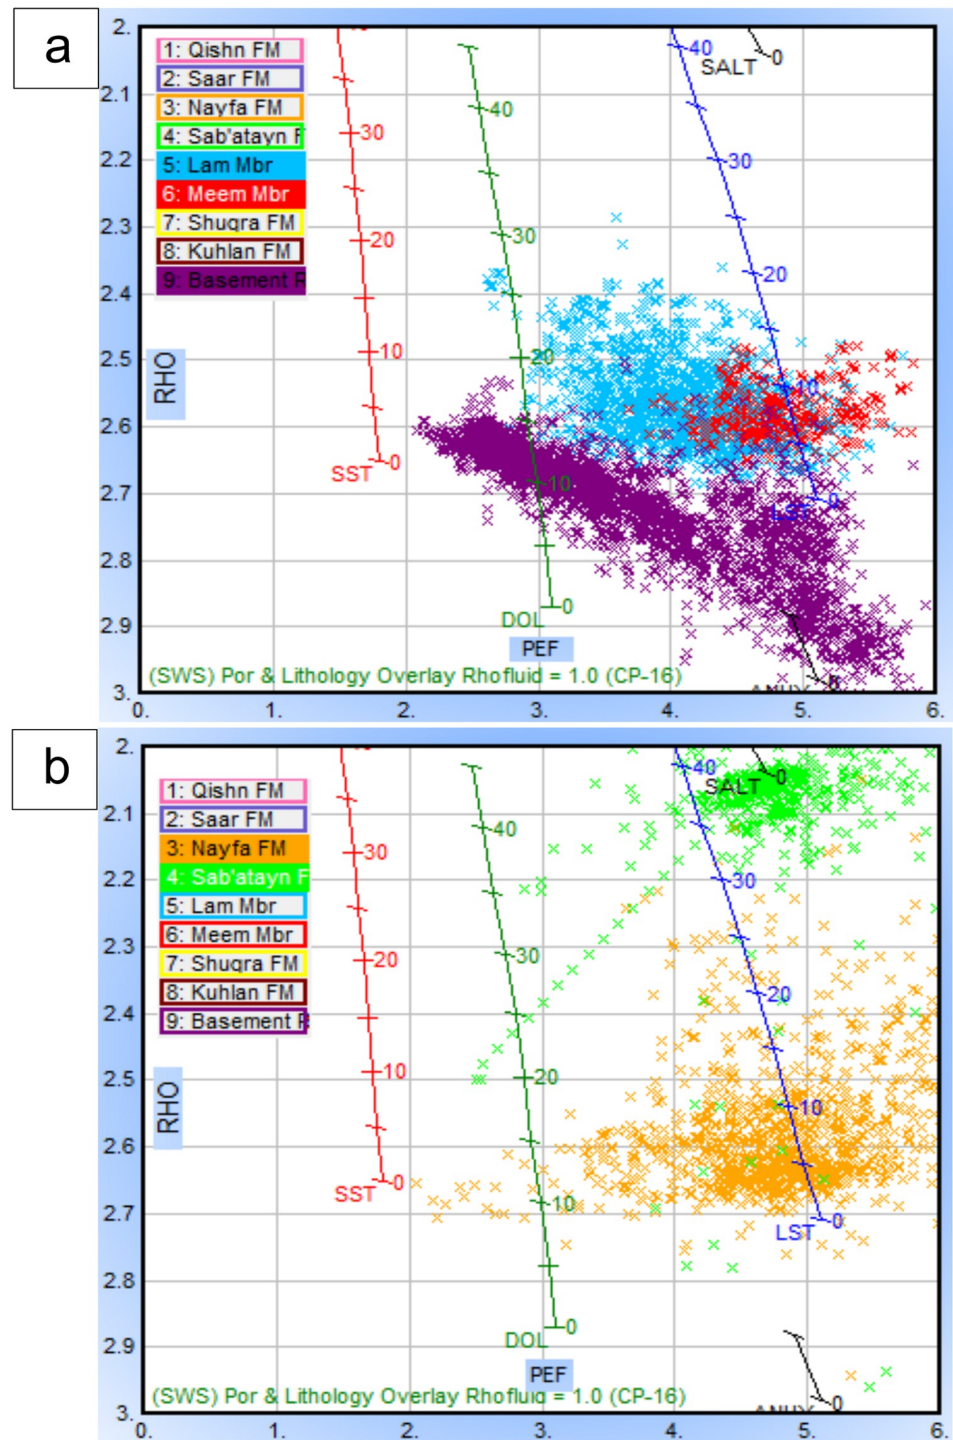 a
2.
2.1
2.2
2.3
2.4
2.5
2.6
2.7
2.8
2.9
3.
RHO
1: Qishn FM
2: Saar FM
3: Nayfa FM
4: Sab'atayn F
5: Lam Mbr
6: Meem Mbr
7: Shuqra FM
8: Kuhlan FM
9: Basement R
30
20
10
0
SST
40
30
20
10
0
DOL
40
30
20
10
0
LST
SALT
0
PEF
(SWS) Por & Lithology Overlay Rhofluid = 1.0 (CP-16)
0. 1. 2. 3. 4. 5. 6.
b
2.
2.1
2.2
2.3
2.4
2.5
2.6
2.7
2.8
2.9
3.
RHO
1: Qishn FM
2: Saar FM
3: Nayfa FM
4: Sab'atayn F
5: Lam Mbr
6: Meem Mbr
7: Shuqra FM
8: Kuhlan FM
9: Basement R
30
20
10
0
SST
40
30
20
10
0
DOL
40
30
20
10
0
LST
SALT
0
0
PEF
(SWS) Por & Lithology Overlay Rhofluid = 1.0 (CP-16)
0. 1. 2. 3. 4. 5. 6.